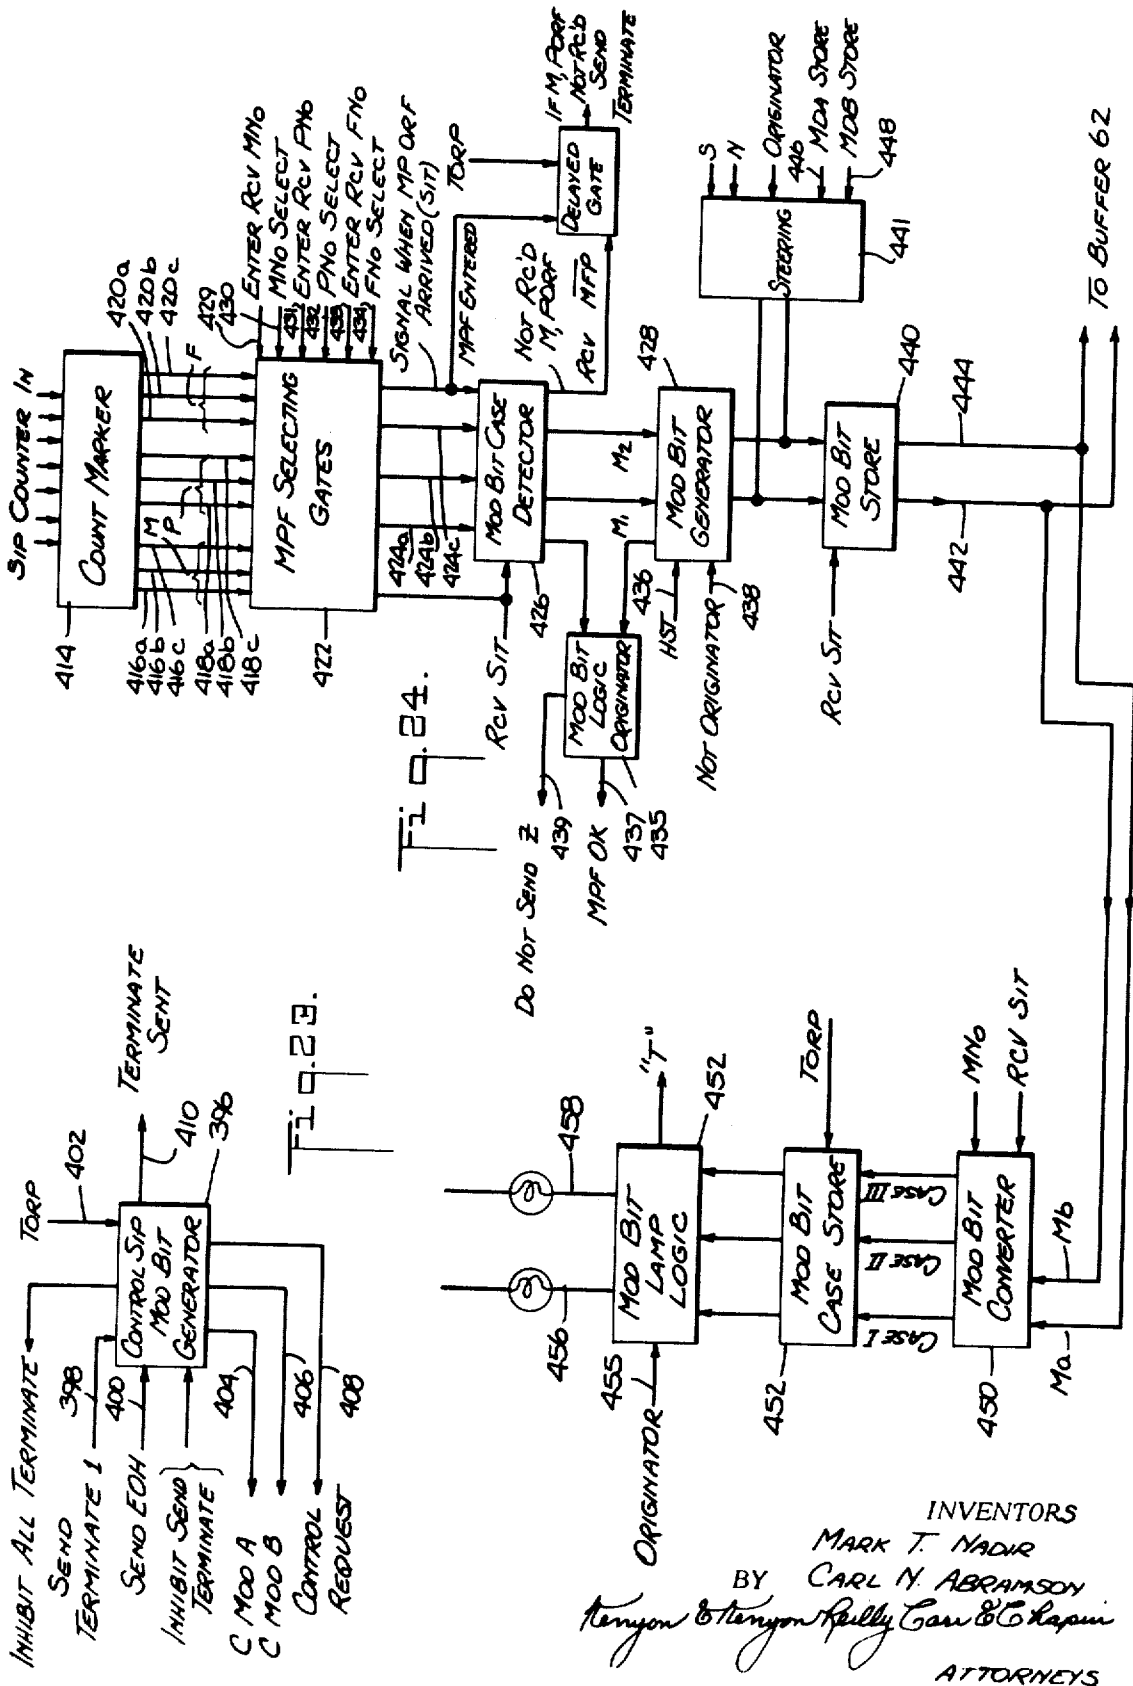 SIP COUNTER IN
COUNT MARKER
414
416a
416b
416c
418a
418b
418c
M
P
F
420a
420b
420c
429
430
ENTER RCV MNo
MNo SELECT
431
ENTER RCV PNo
432
PNo SELECT
433
ENTER RCV FNo
434
FNo SELECT
MPF SELECTING
GATES
422
SIGNAL WHEN MP ORF
ARRIVED (SIT)
MPF ENTERED
TORP
DELAYED
GATE
IF M, PORF
NOT RC'D
SEND
TERMINATE
424a
424b
424c
RCV SIT
MOD BIT CASE
DETECTOR
426
NOT RC'D
M, PORF
RCV MFP
Fig. 24.
MOD BIT
LOGIC
ORIGINATOR
DO NOT SEND Z
439
MPF OK
437
435
M1
M2
MOD BIT
GENERATOR
428
436
HST
NOT ORIGINATOR
438
S
N
ORIGINATOR
446
MDA STORE
MDB STORE
448
STEERING
441
RCV SIT
MOD BIT
STORE
440
442
444
TO BUFFER 62
INHIBIT ALL TERMINATE
SEND
TERMINATE 1
398
SEND EOH
400
INHIBIT SEND
TERMINATE
TORP
402
CONTROL SIP
MOD BIT
GENERATOR
396
410
TERMINATE
SENT
404
406
408
C MOD A
C MOD B
CONTROL
REQUEST
Fig. 23.
456
458
MOD BIT
LAMP
LOGIC
"T"
452
455
ORIGINATOR
MOD BIT
CASE STORE
TORP
452
CASE I
CASE II
CASE III
MOD BIT
CONVERTER
MNo
RCV SIT
450
Ma
Mb
INVENTORS
MARK T. NADIR
BY CARL N. ABRAMSON
Kenyon & Kenyon Reilly Carr & Chapin
ATTORNEYS